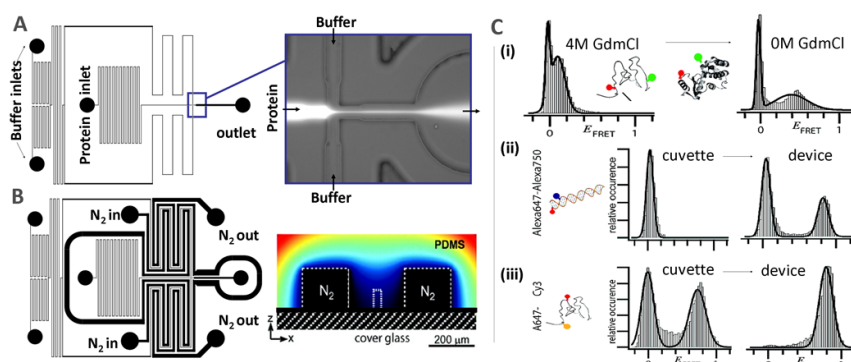 A
Buffer inlets
Protein inlet
outlet
Buffer
Protein
Buffer
B
N2 in
N2 out
N2 in
N2 out
PDMS
N2
N2
z
x
cover glass
200 µm
C
(i)
4M GdmCl
0M GdmCl
0
E FRET
1
0
E FRET
1
(ii)
Alexa647-Alexa750
relative occurence
cuvette
device
(iii)
A647- Cy3
relative occurence
cuvette
device